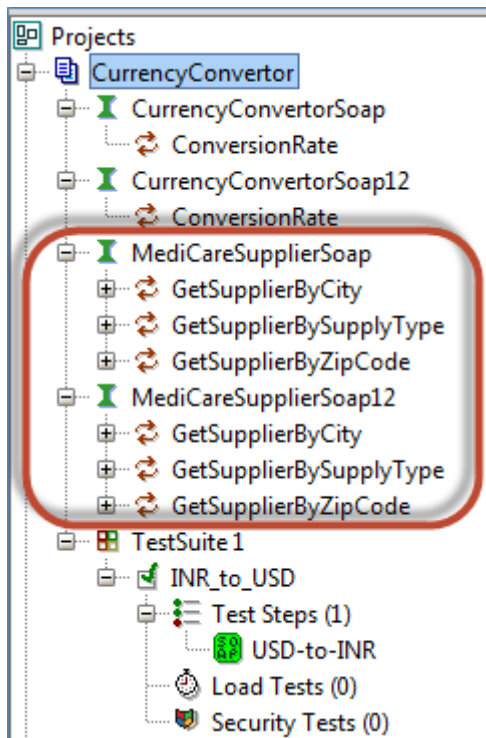 Projects
CurrencyConvertor
CurrencyConvertorSoap
ConversionRate
CurrencyConvertorSoap12
ConversionRate
MediCareSupplierSoap
GetSupplierByCity
GetSupplierBySupplyType
GetSupplierByZipCode
MediCareSupplierSoap12
GetSupplierByCity
GetSupplierBySupplyType
GetSupplierByZipCode
TestSuite 1
INR_to_USD
Test Steps (1)
SOAP USD-to-INR
Load Tests (0)
Security Tests (0)